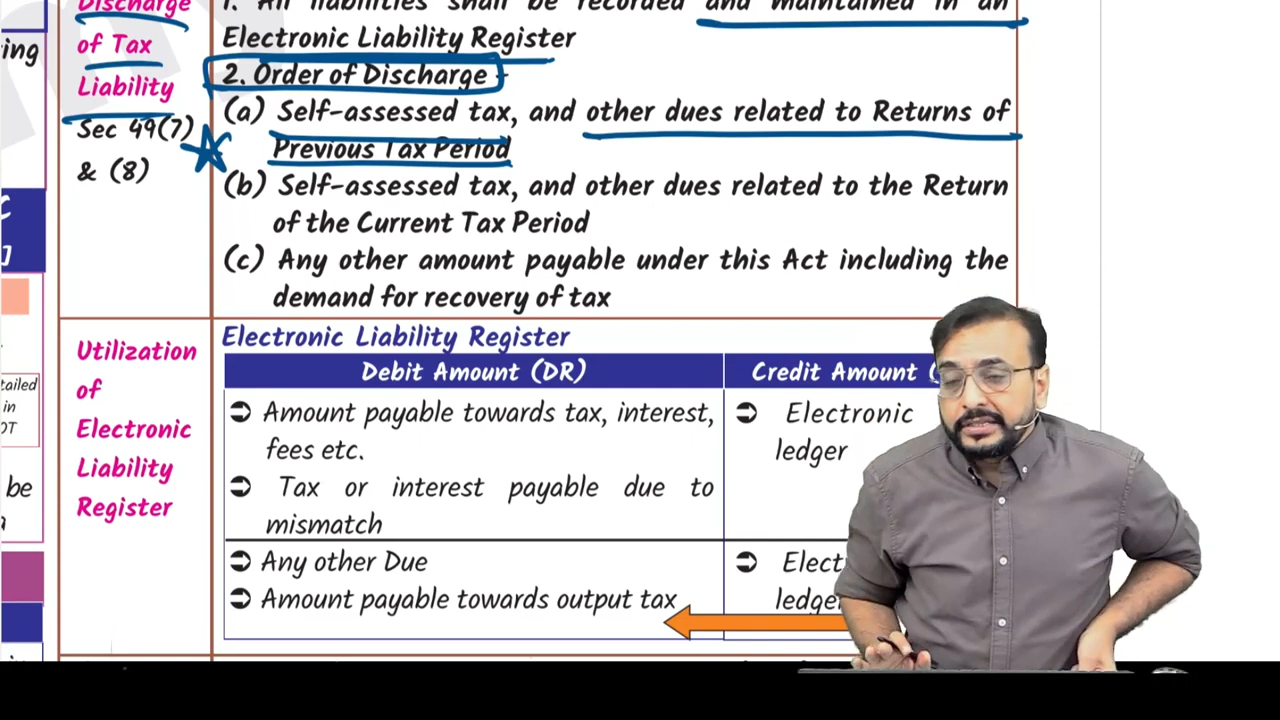 Discharge
of Tax
Liability
Sec 49(7)
& (8)
1. All liabilities shall be recorded and maintained in an
Electronic Liability Register
2. Order of Discharge
(a) Self-assessed tax, and other dues related to Returns of
Previous Tax Period
(b) Self-assessed tax, and other dues related to the Return
of the Current Tax Period
(c) Any other amount payable under this Act including the
demand for recovery of tax
Utilization
of
Electronic
Liability
Register
Electronic Liability Register
Debit Amount (DR)
Credit Amount
➲ Amount payable towards tax, interest,
fees etc.
➲ Tax or interest payable due to
mismatch
➲ Electronic
ledger
➲ Any other Due
➲ Amount payable towards output tax
➲ Elect
ledge
ing
tailed
in
OT
be